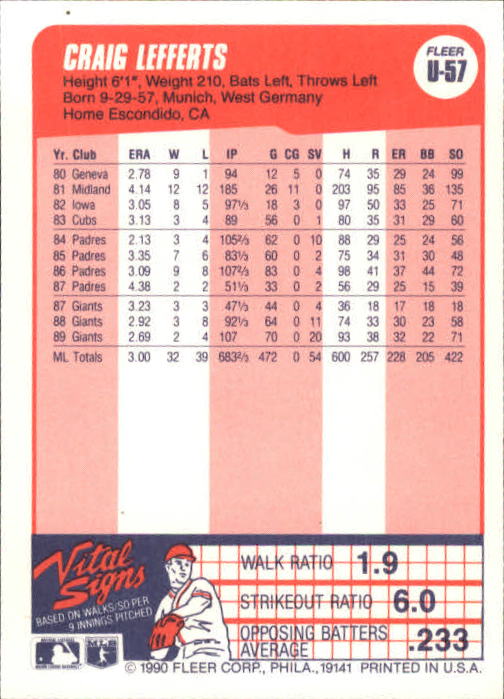 CRAIG LEFFERTS
FLEER
U-57
Height 6'1", Weight 210, Bats Left, Throws Left
Born 9-29-57, Munich, West Germany
Home Escondido, CA
Yr. Club ERA W L IP G CG SV H R ER BB SO
80 Geneva 2.78 9 1 94 12 5 0 74 35 29 24 99
81 Midland 4.14 12 12 185 26 11 0 203 95 85 36 135
82 Iowa 3.05 8 5 97⅓ 18 3 0 97 50 33 25 71
83 Cubs 3.13 3 4 89 56 0 1 80 35 31 29 60
84 Padres 2.13 3 4 105⅔ 62 0 10 88 29 25 24 56
85 Padres 3.35 7 6 83⅓ 60 0 2 75 34 31 30 48
86 Padres 3.09 9 8 107⅔ 83 0 4 98 41 37 44 72
87 Padres 4.38 2 2 51⅓ 33 0 2 56 29 25 15 39
87 Giants 3.23 3 3 47⅓ 44 0 4 36 18 17 18 18
88 Giants 2.92 3 8 92⅓ 64 0 11 74 33 30 23 58
89 Giants 2.69 2 4 107 70 0 20 93 38 32 22 71
ML Totals 3.00 32 39 683⅔ 472 0 54 600 257 228 205 422
Vital
Signs
BASED ON WALKS/SO PER
9 INNINGS PITCHED
WALK RATIO 1.9
STRIKEOUT RATIO 6.0
OPPOSING BATTERS
AVERAGE .233
© 1990 FLEER CORP., PHILA., 19141 PRINTED IN U.S.A.